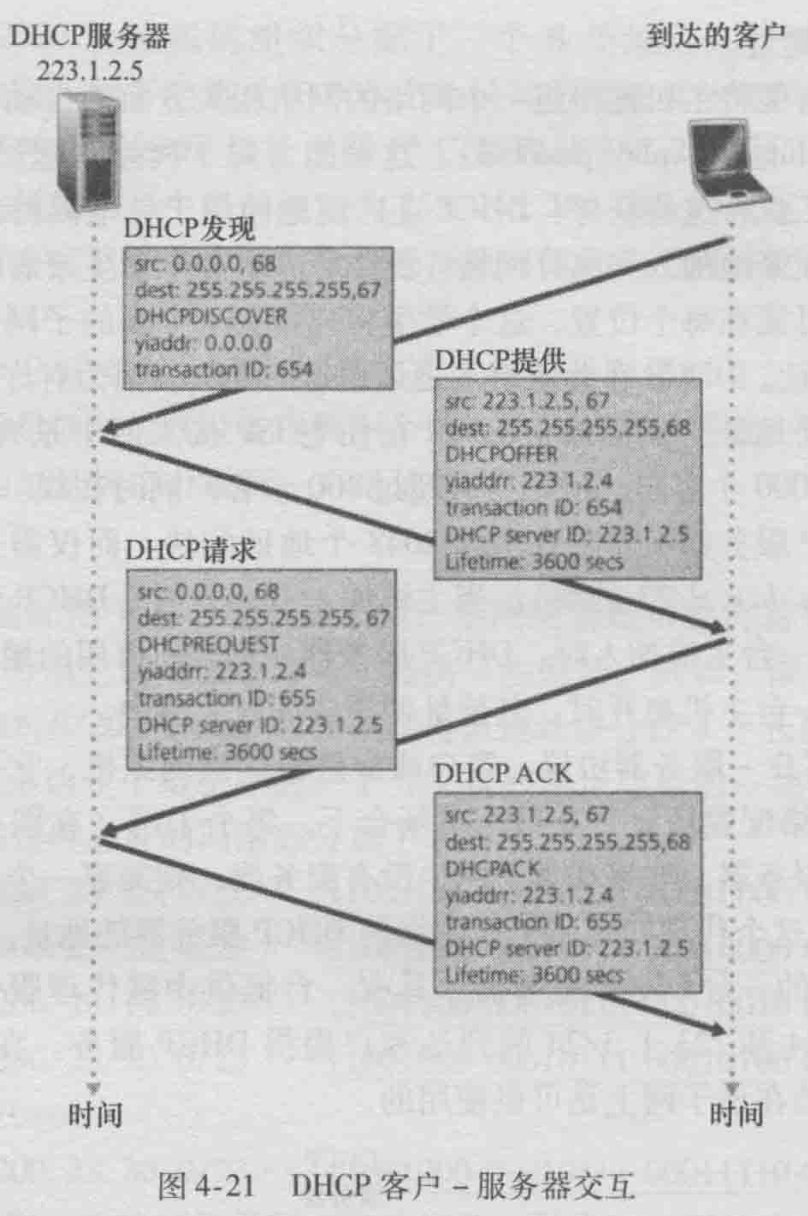 DHCP服务器
223.1.2.5
到达的客户
DHCP发现
src: 0.0.0.0, 68
dest: 255.255.255.255,67
DHCPDISCOVER
yiaddr: 0.0.0.0
transaction ID: 654
DHCP提供
src: 223.1.2.5, 67
dest: 255.255.255.255,68
DHCPOFFER
yiaddrr: 223.1.2.4
transaction ID: 654
DHCP server ID: 223.1.2.5
Lifetime: 3600 secs
DHCP请求
src: 0.0.0.0, 68
dest: 255.255.255.255, 67
DHCPREQUEST
yiaddrr: 223.1.2.4
transaction ID: 655
DHCP server ID: 223.1.2.5
Lifetime: 3600 secs
DHCP ACK
src: 223.1.2.5, 67
dest: 255.255.255.255,68
DHCPACK
yiaddrr: 223.1.2.4
transaction ID: 655
DHCP server ID: 223.1.2.5
Lifetime: 3600 secs
时间
时间
图 4-21 DHCP 客户－服务器交互